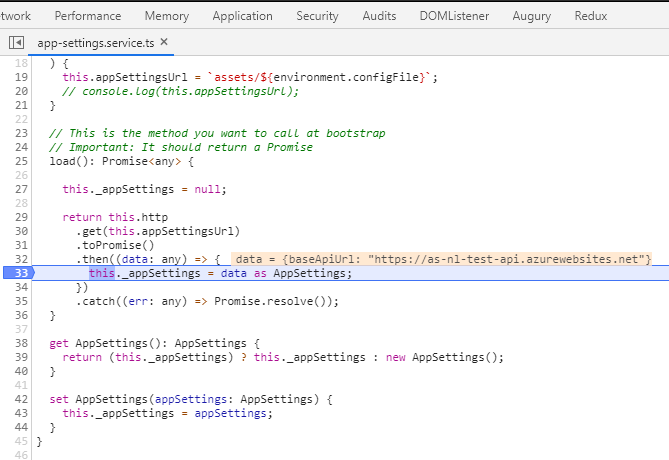 twork Performance Memory Application Security Audits DOMListener Augury Redux
app-settings.service.ts ×
18 ) {
19 this.appSettingsUrl = `assets/${environment.configFile}`;
20 // console.log(this.appSettingsUrl);
21 }
22
23 // This is the method you want to call at bootstrap
24 // Important: It should return a Promise
25 load(): Promise<any> {
26
27 this._appSettings = null;
28
29 return this.http
30 .get(this.appSettingsUrl)
31 .toPromise()
32 .then((data: any) => { data = {baseApiUrl: "https://as-nl-test-api.azurewebsites.net"}
33 this._appSettings = data as AppSettings;
34 })
35 .catch((err: any) => Promise.resolve());
36 }
37
38 get AppSettings(): AppSettings {
39 return (this._appSettings) ? this._appSettings : new AppSettings();
40 }
41
42 set AppSettings(appSettings: AppSettings) {
43 this._appSettings = appSettings;
44 }
45 }
46